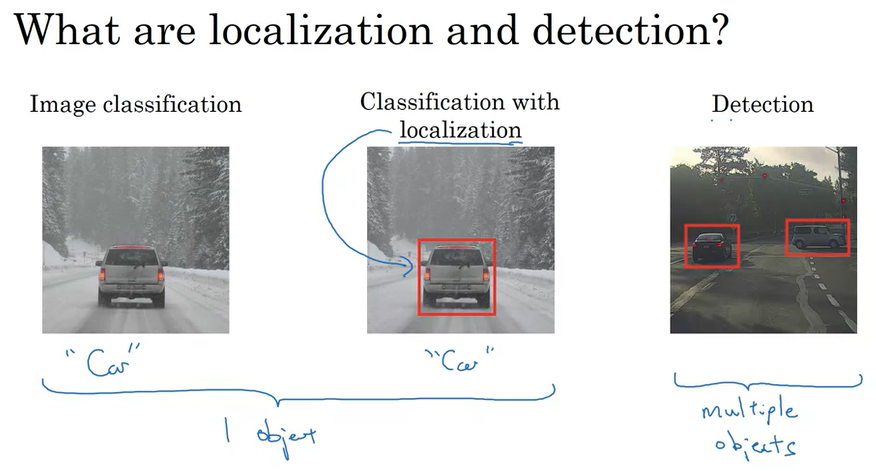 What are localization and detection?
Image classification
Classification with
localization
Detection
"Car"
"Car"
1 object
multiple
objects